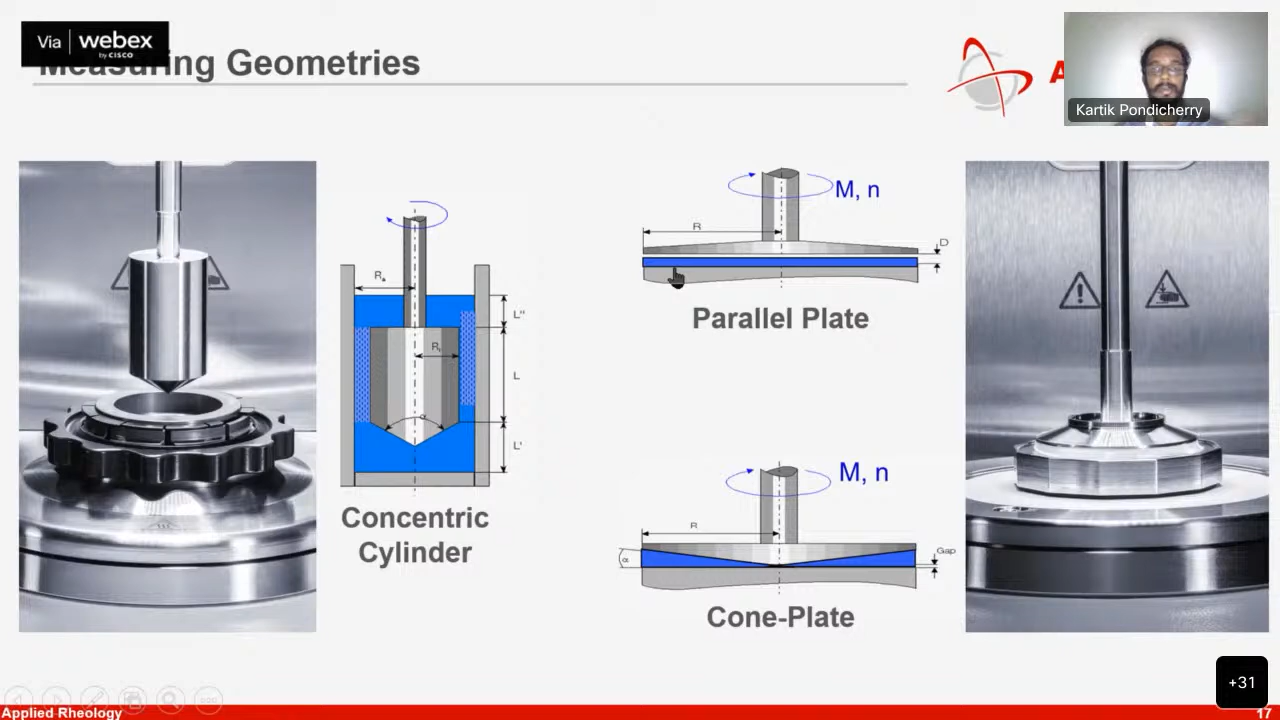 Via webex
by CISCO
Measuring Geometries
A
Kartik Pondicherry
M, n
R
D
Parallel Plate
L"
L
L'
α
Concentric
Cylinder
M, n
R
Gap
α
Cone-Plate
+31
Applied Rheology
17